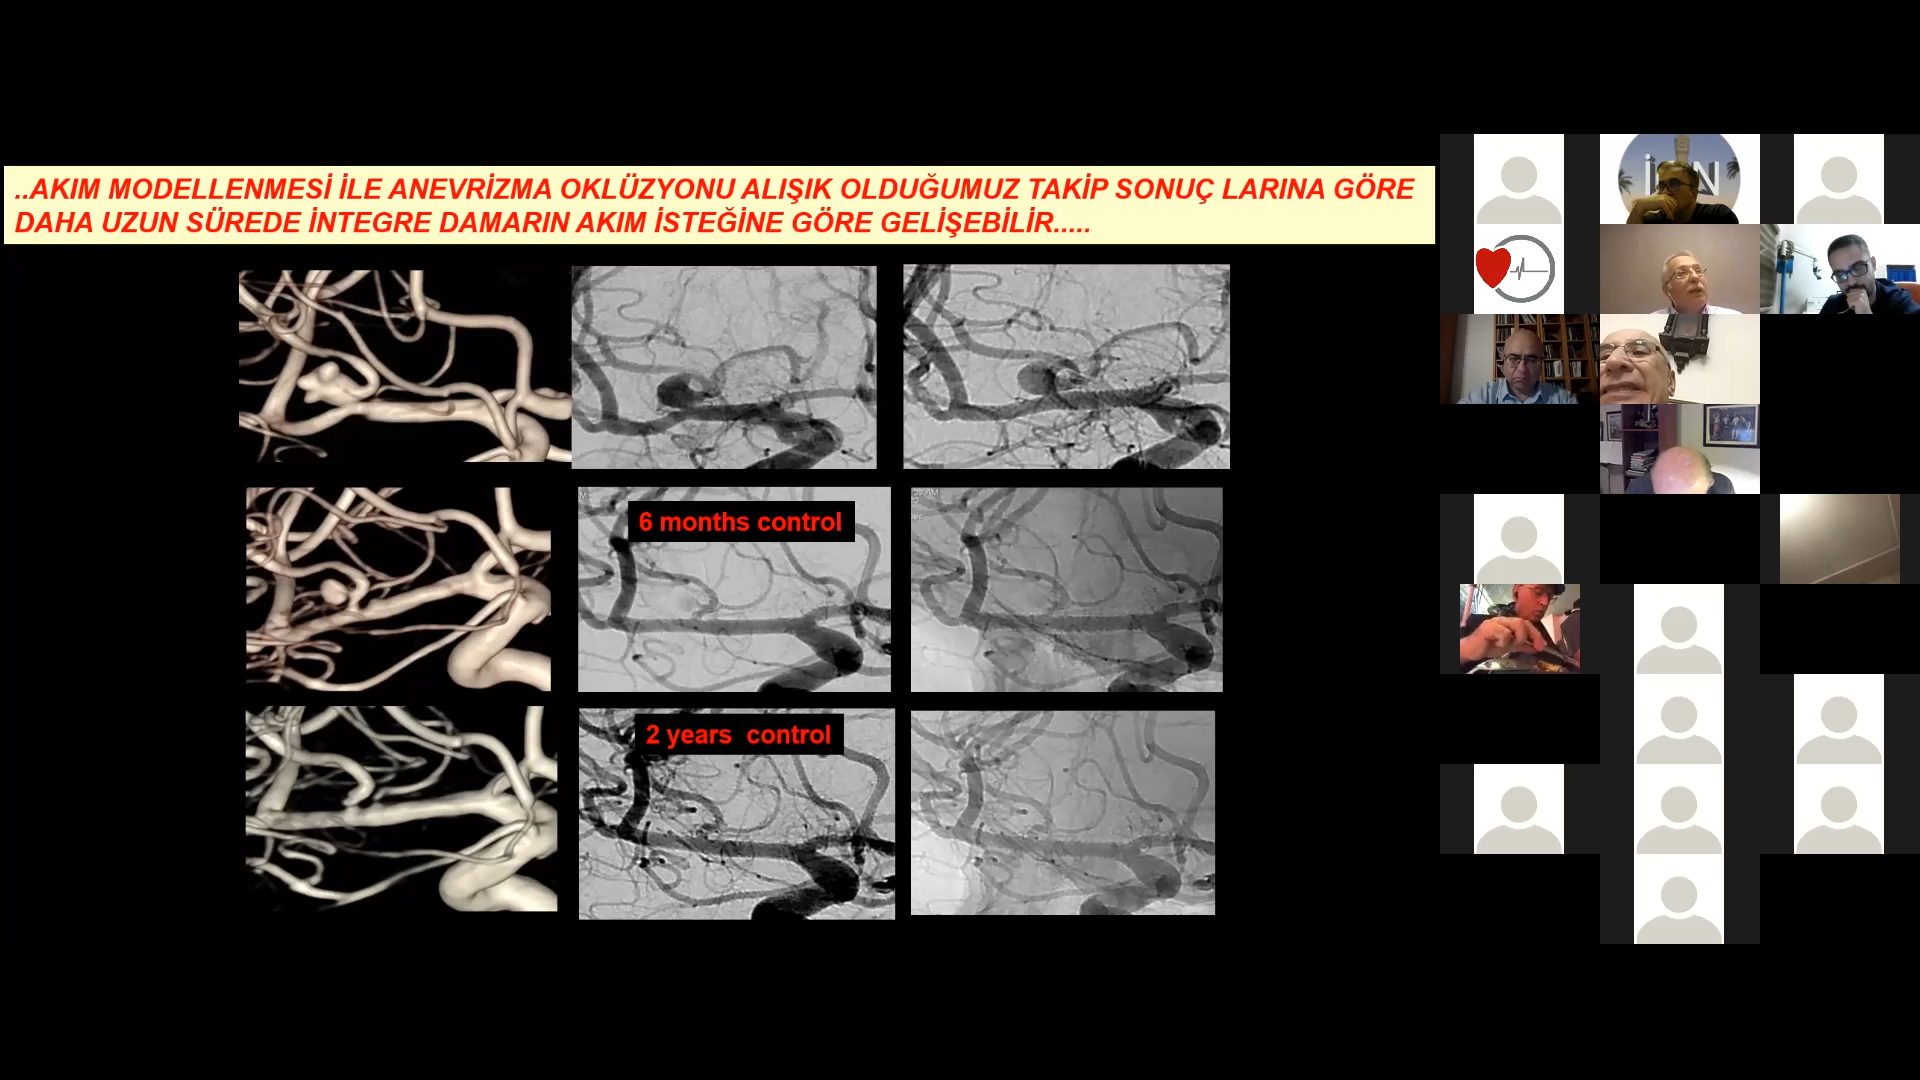 ..AKIM MODELLENMESİ İLE ANEVRİZMA OKLÜZYONU ALIŞIK OLDUĞUMUZ TAKİP SONUÇ LARINA GÖRE
DAHA UZUN SÜREDE İNTEGRE DAMARIN AKIM İSTEĞİNE GÖRE GELİŞEBİLİR.....
6 months control
2 years control